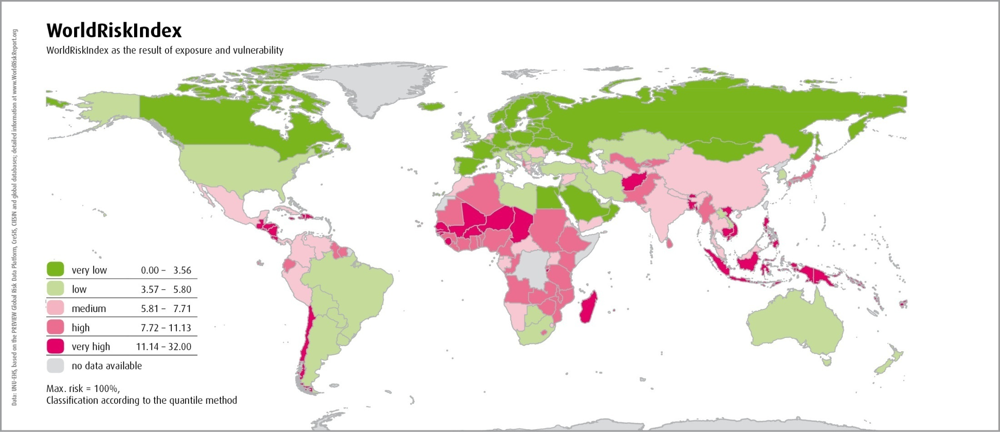 WorldRiskIndex
WorldRiskIndex as the result of exposure and vulnerability
Data: UNU-EHS, based on the PREVIEW Global Risk Data Platform, CReSIS, CIESIN and global databases; detailed information at www.WorldRiskReport.org
very low 0.00 – 3.56
low 3.57 – 5.80
medium 5.81 – 7.71
high 7.72 – 11.13
very high 11.14 – 32.00
no data available
Max. risk = 100%,
Classification according to the quantile method